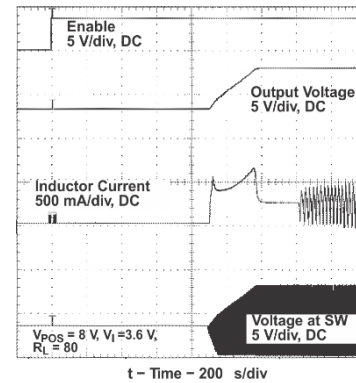 Enable
5 V/div, DC
Output Voltage
5 V/div, DC
Inductor Current
500 mA/div, DC
VPOS = 8 V, VI =3.6 V,
RL = 80
Voltage at SW
5 V/div, DC
t – Time – 200 s/div